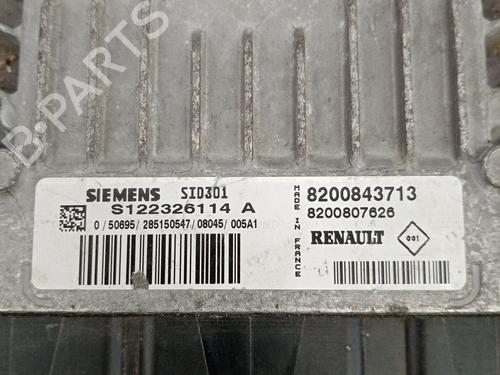 SIEMENS SID301
S122326114 A
0/50695/285150547/08045/005A1
MADE IN FRANCE
8200843713
8200807626
RENAULT 001
B-PARTS